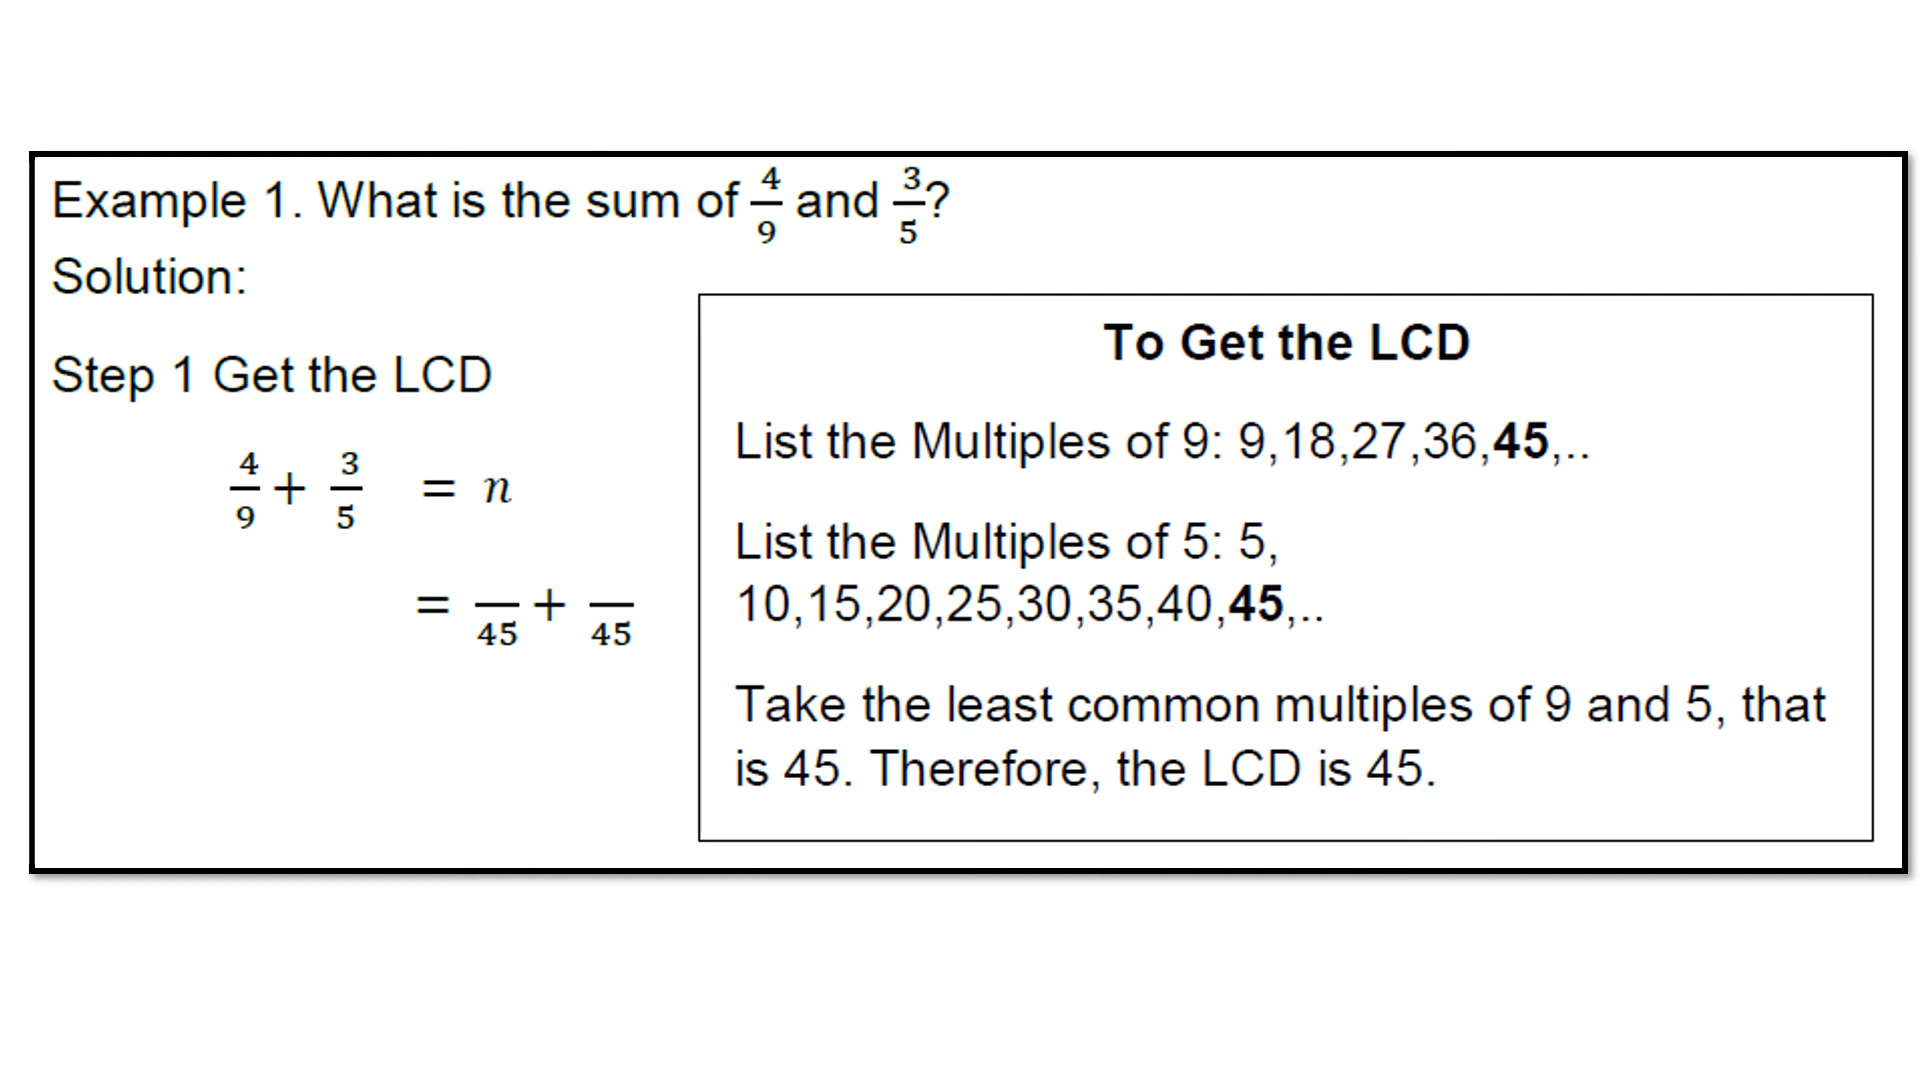 Example 1. What is the sum of 4/9 and 3/5?
Solution:
Step 1 Get the LCD
4/9 + 3/5 = n
= /45 + /45
To Get the LCD
List the Multiples of 9: 9,18,27,36,45,..
List the Multiples of 5: 5,
10,15,20,25,30,35,40,45,..
Take the least common multiples of 9 and 5, that
is 45. Therefore, the LCD is 45.